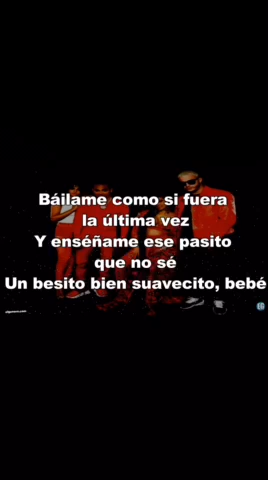 Báilame como si fuera
la última vez
Y enséñame ese pasito
que no sé
Un besito bien suavecito, bebé